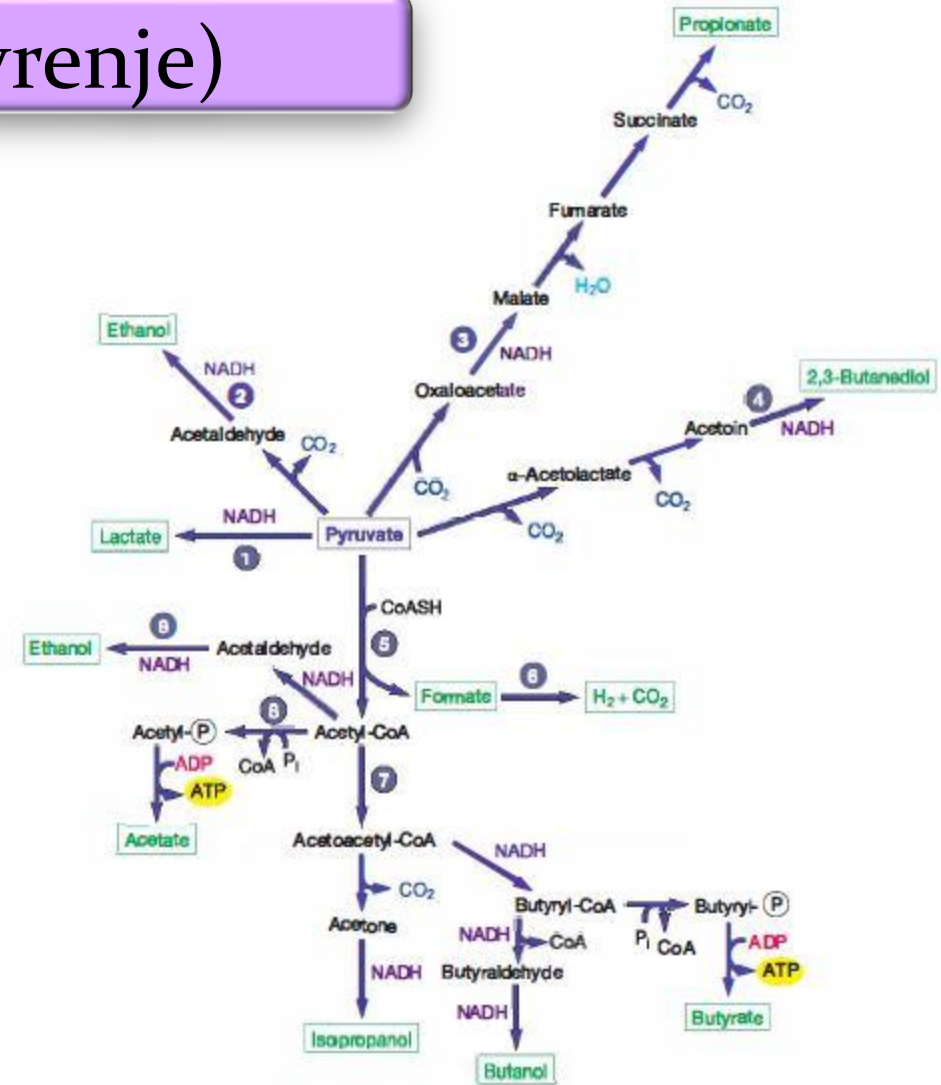 vrenje)
Propionate
CO₂
Succinate
Fumarate
H₂O
Malate
Ethanol
3
NADH
NADH
2
Oxaloacetate
2,3-Butanediol
4
Acetaldehyde
Acetoin
NADH
CO₂
α-Acetolactate
CO₂
CO₂
NADH
Lactate
Pyruvate
CO₂
1
CoASH
9
5
Ethanol
Acetaldehyde
NADH
NADH
6
Formate
H₂ + CO₂
8
Acetyl-P
Acetyl-CoA
ADP
CoA Pi
7
ATP
Acetate
Acetoacetyl-CoA
NADH
CO₂
Butyryl-CoA
Butyryl-P
Acetone
NADH
CoA
Pi CoA
ADP
NADH
Butyraldehyde
ATP
NADH
Butyrate
Isopropanol
Butanol